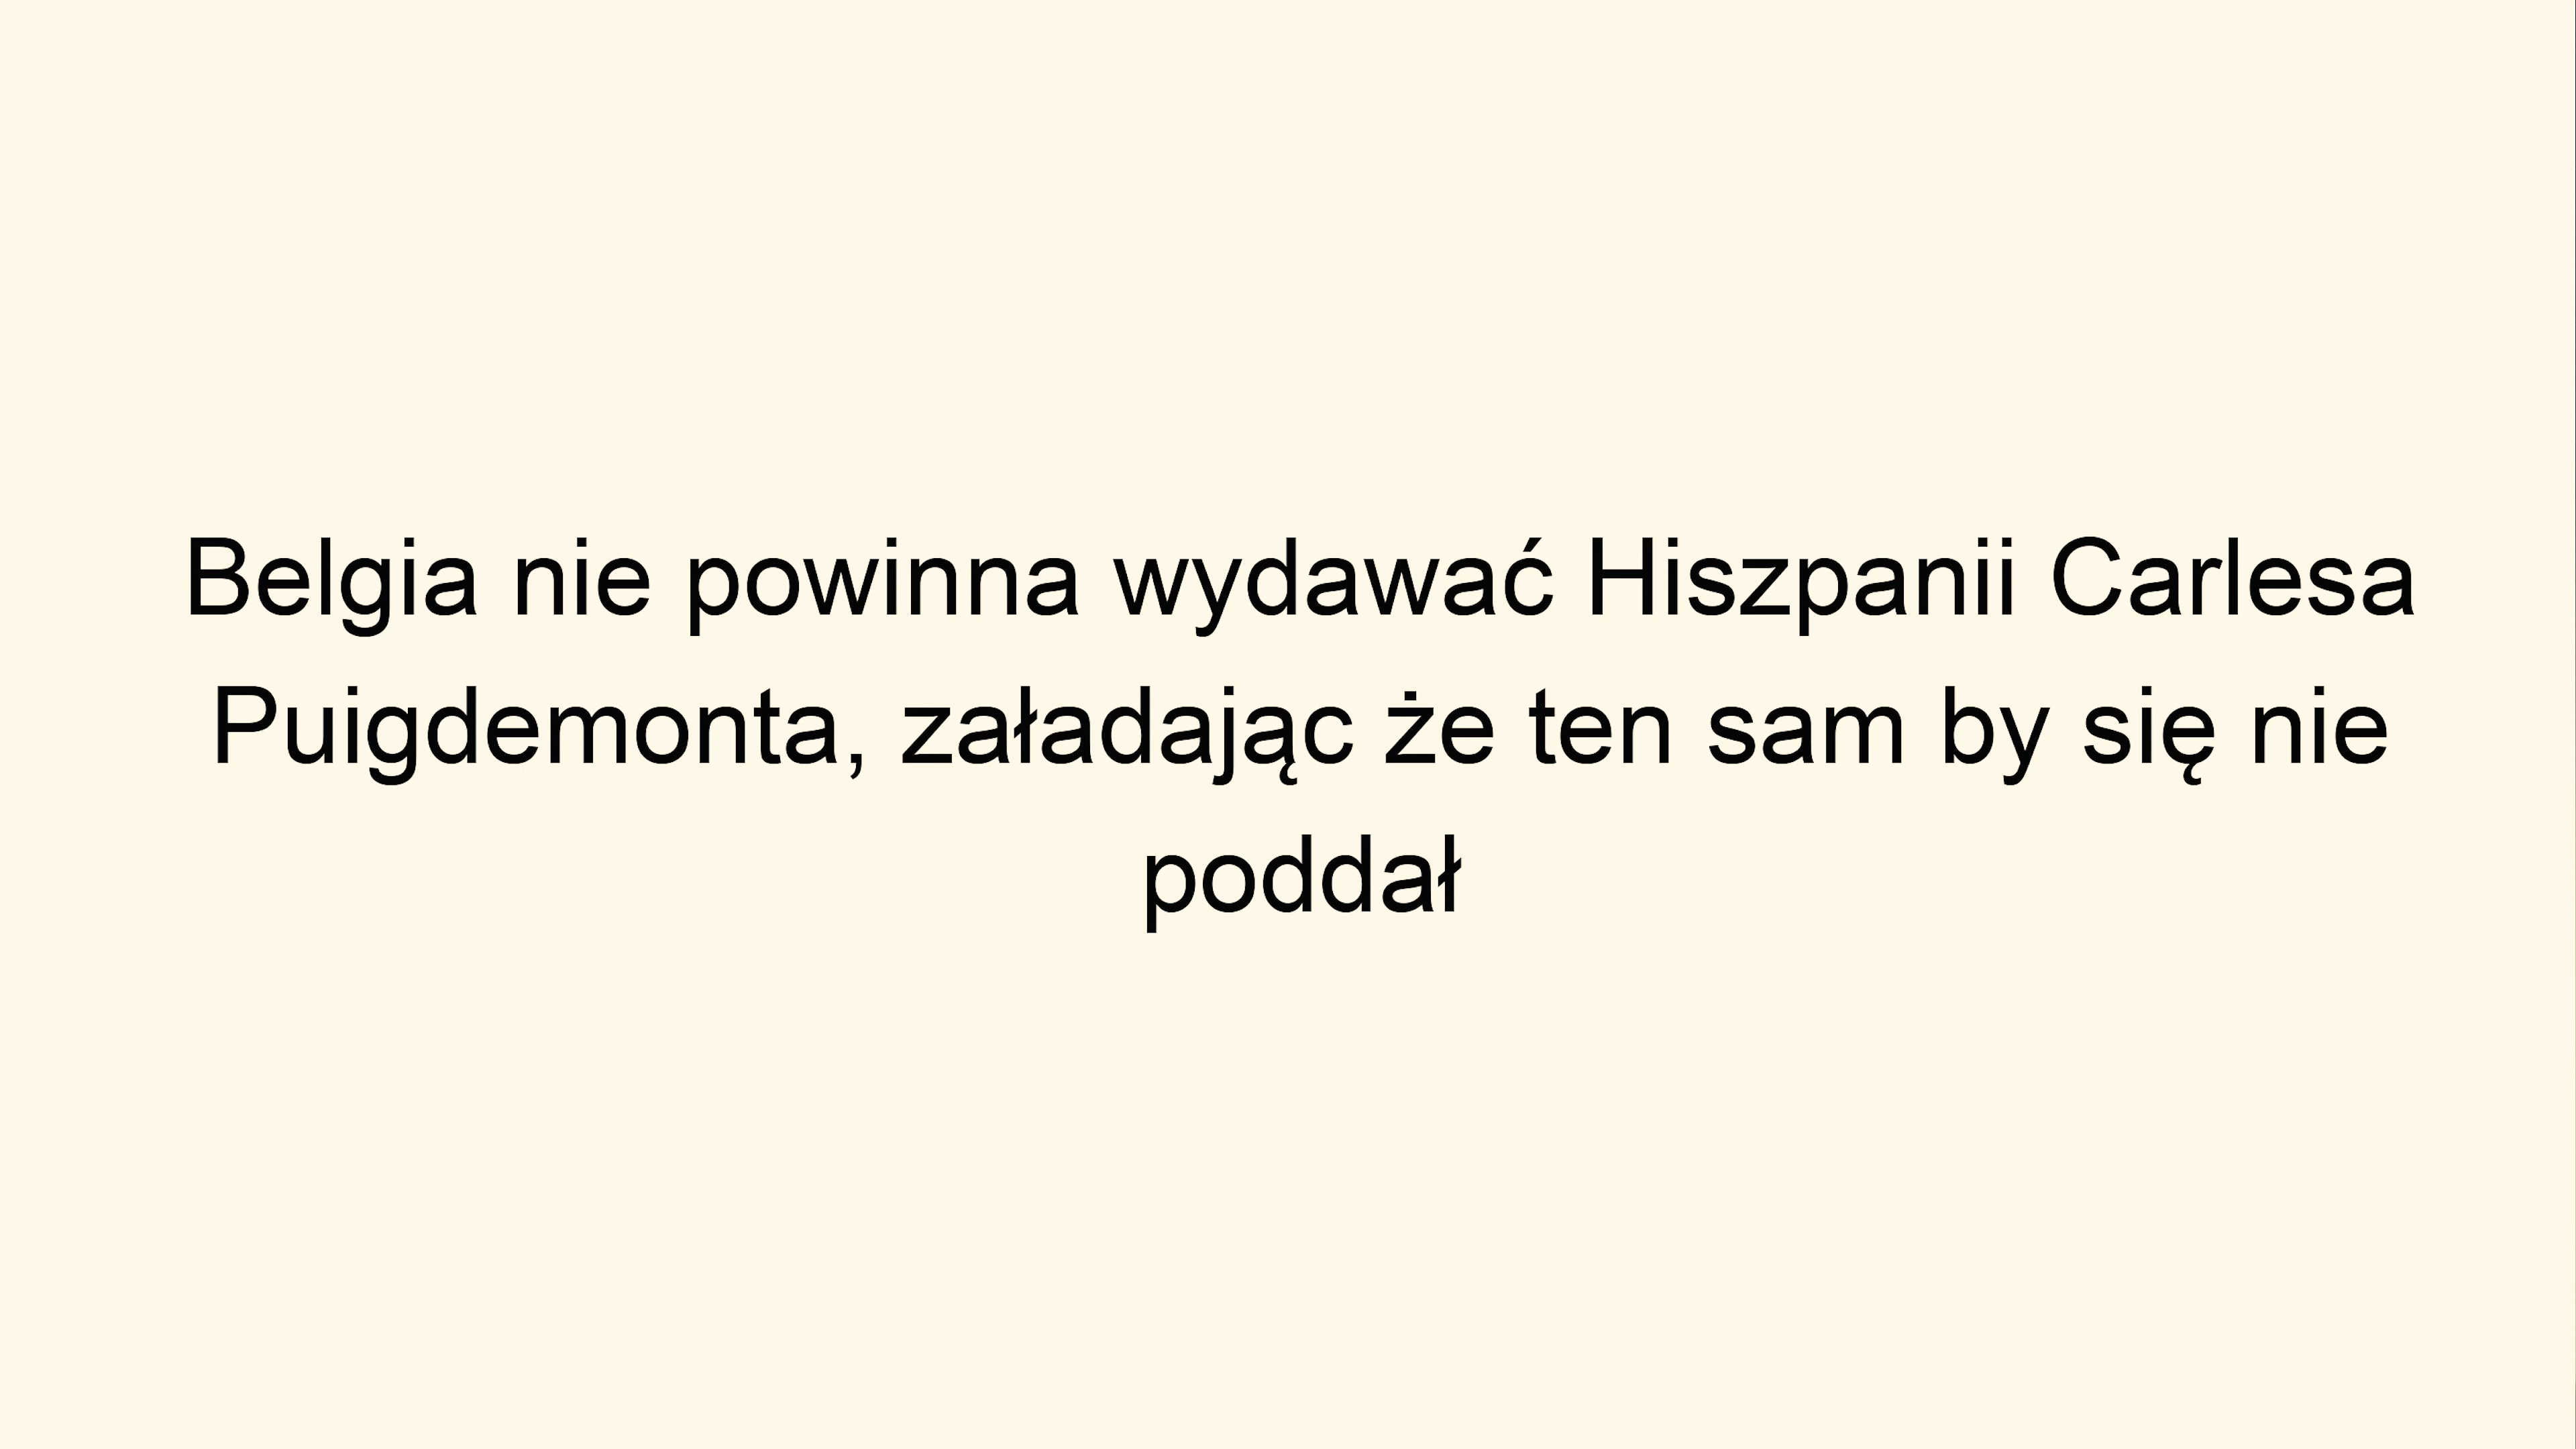 Belgia nie powinna wydawać Hiszpanii Carlesa
Puigdemonta, załadając że ten sam by się nie
poddał